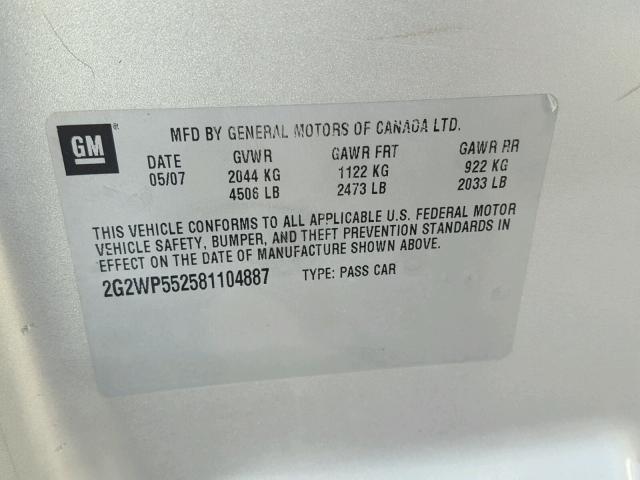 GM ®
MFD BY GENERAL MOTORS OF CANADA LTD.
DATE GVWR GAWR FRT GAWR RR
05/07 2044 KG 1122 KG 922 KG
4506 LB 2473 LB 2033 LB
THIS VEHICLE CONFORMS TO ALL APPLICABLE U.S. FEDERAL MOTOR
VEHICLE SAFETY, BUMPER, AND THEFT PREVENTION STANDARDS IN
EFFECT ON THE DATE OF MANUFACTURE SHOWN ABOVE.
2G2WP552581104887 TYPE: PASS CAR